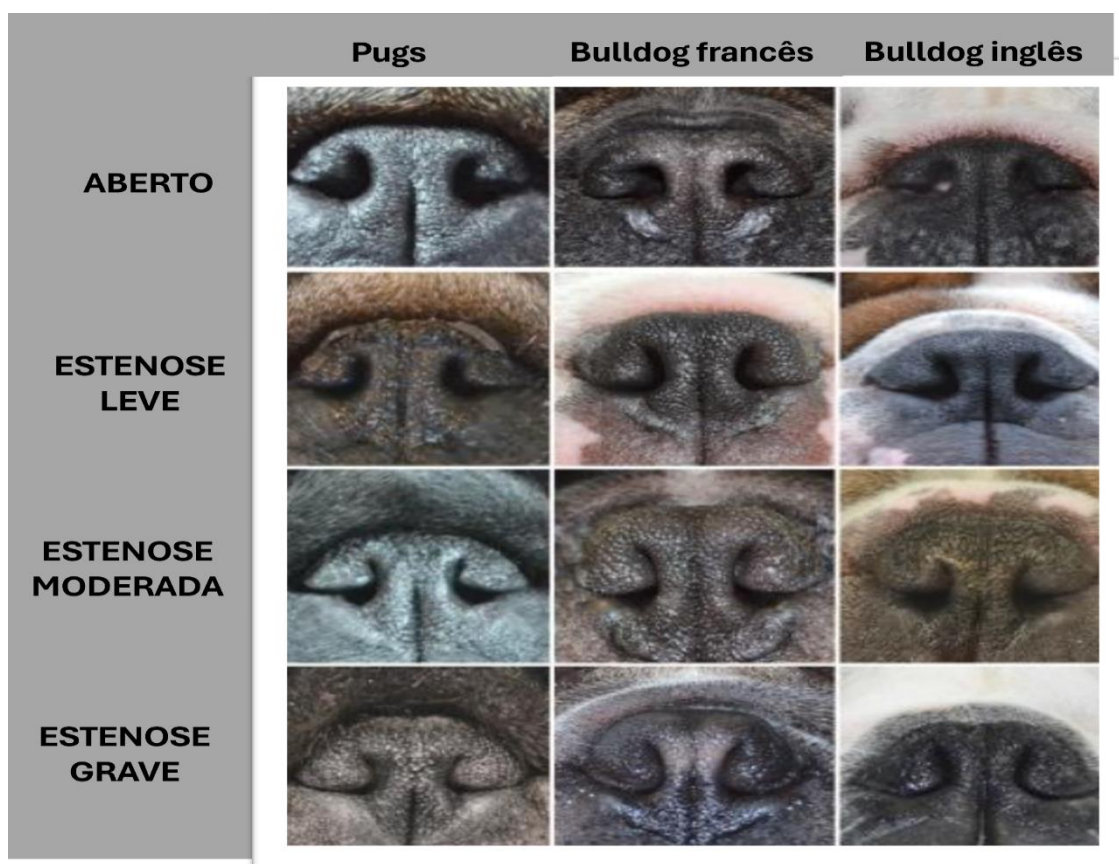 Pugs Bulldog francês Bulldog inglês
ABERTO
ESTENOSE
LEVE
ESTENOSE
MODERADA
ESTENOSE
GRAVE